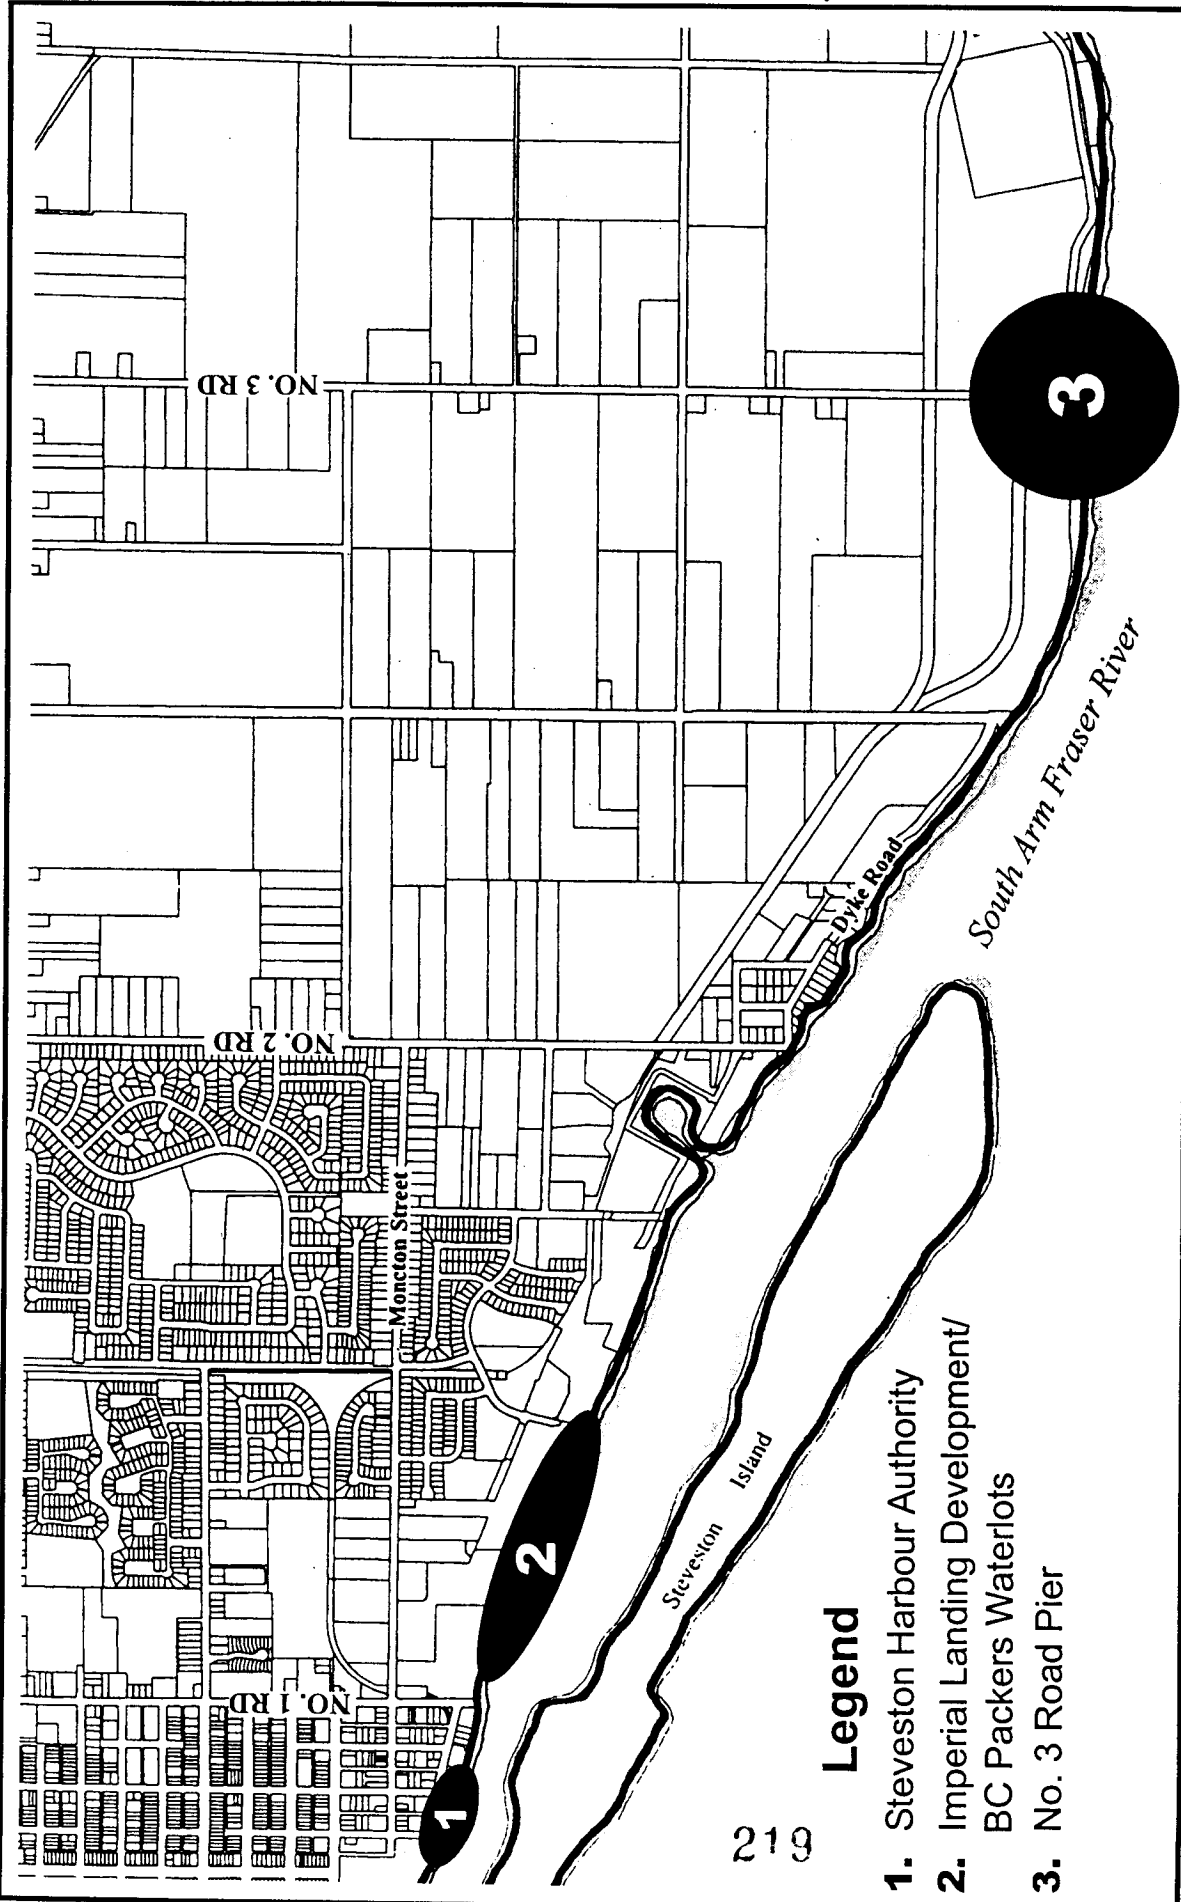 NO. 3 RD
3
NO. 2 RD
Moncton Street
Dyke Road
South Arm Fraser River
NO. 1 RD
2
1
Steveston Island
219
Legend
1. Steveston Harbour Authority
2. Imperial Landing Development/
BC Packers Waterlots
3. No. 3 Road Pier